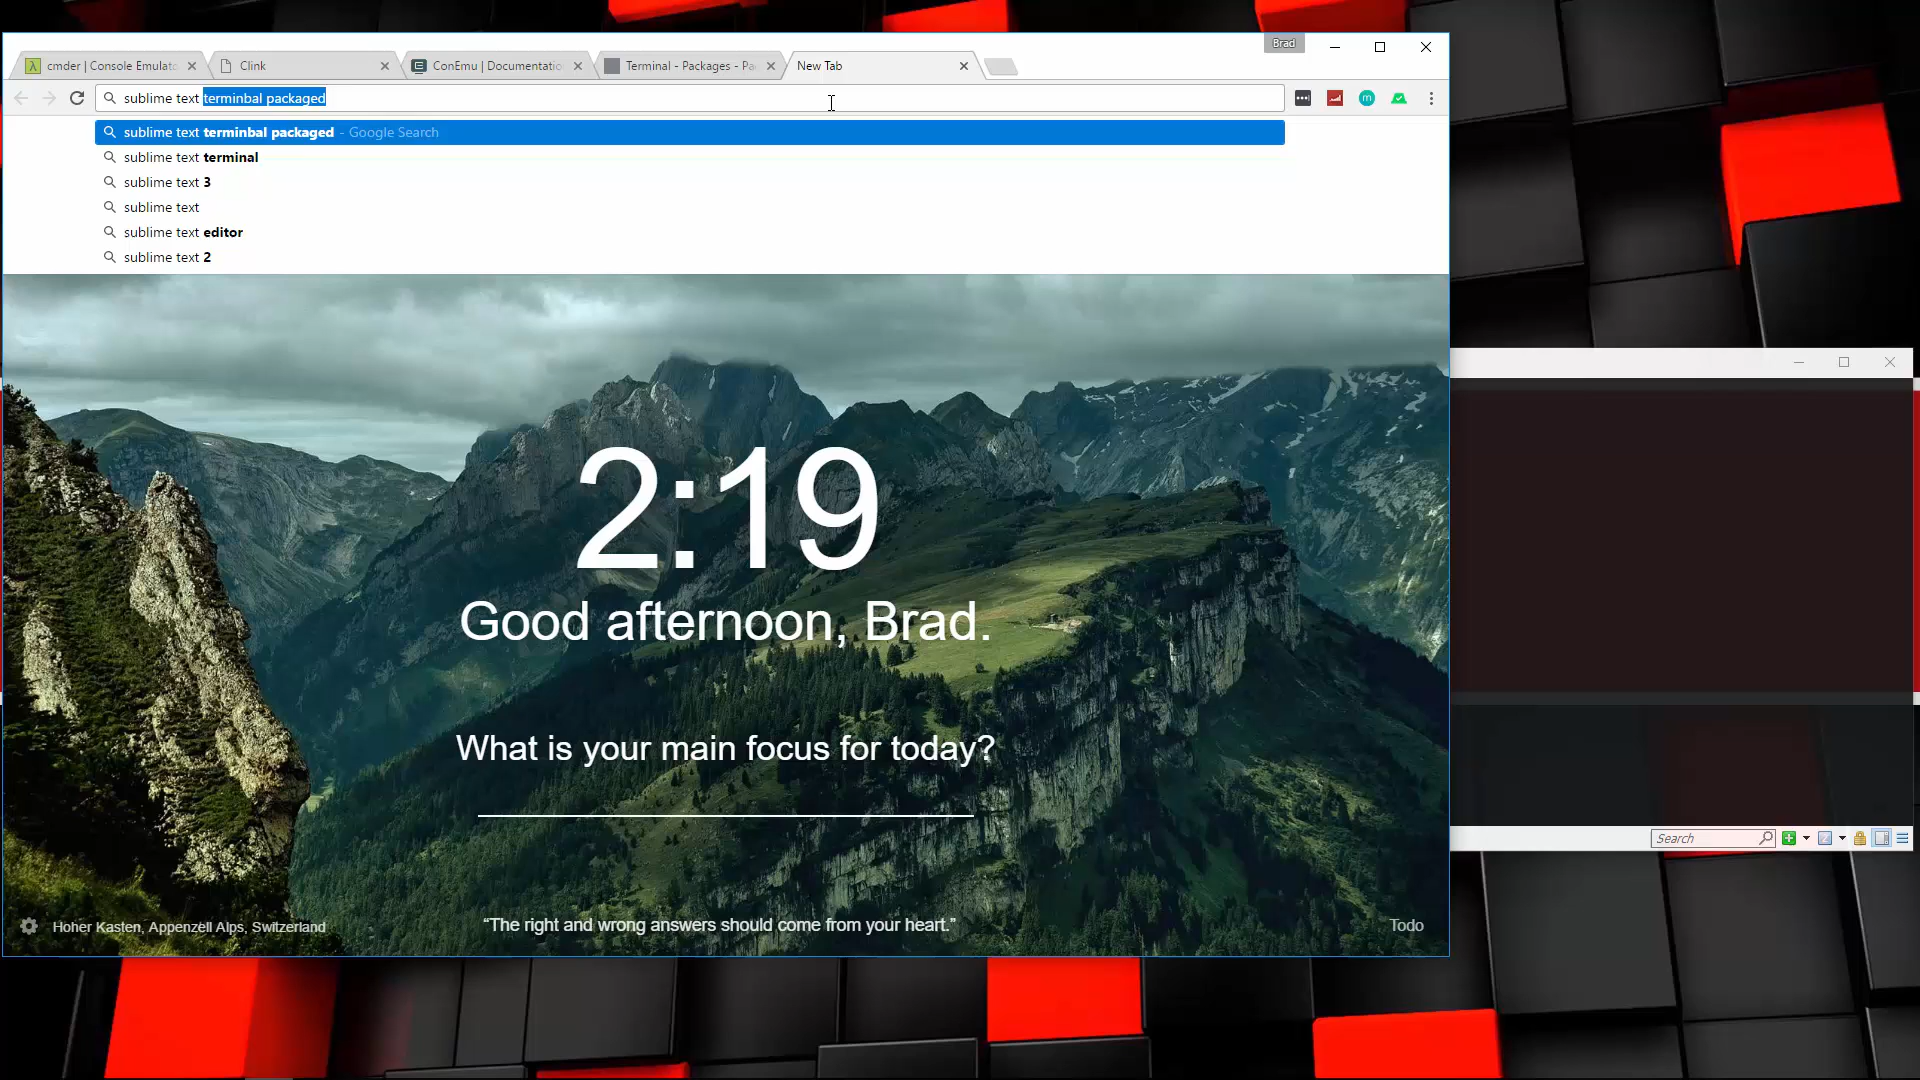 Brad
cmder | Console Emulato
Clink
ConEmu | Documentatio
Terminal - Packages - Pa
New Tab
sublime text terminbal packaged
sublime text terminbal packaged - Google Search
sublime text terminal
sublime text 3
sublime text
sublime text editor
sublime text 2
2:19
Good afternoon, Brad.
What is your main focus for today?
Search
Hoher Kasten, Appenzell Alps, Switzerland
“The right and wrong answers should come from your heart.”
Todo